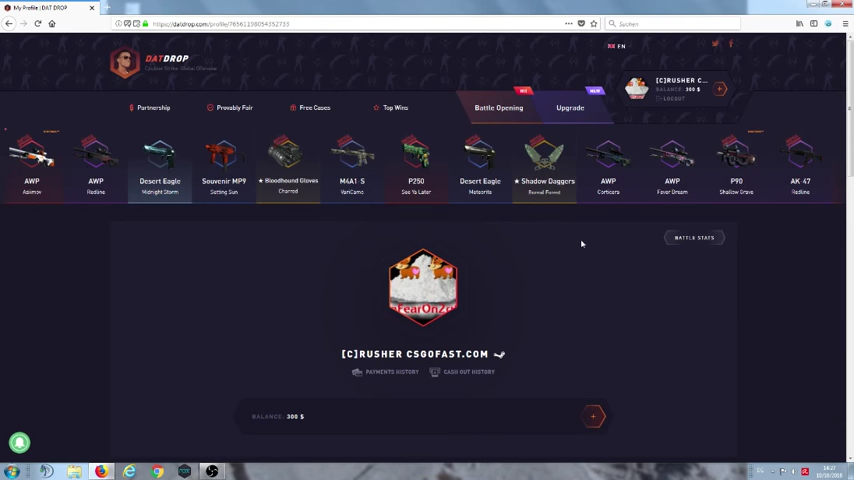 My Profile | DAT DROP
https://datdrop.com/profile/76561198054352735
Suchen
DATDROP
EN
[C]RUSHER C...
BALANCE: 300 $
LOGOUT
Partnership
Provably Fair
Free Cases
Top Wins
Battle Opening
NEW
Upgrade
AWP
Asiimov
AWP
Redline
Desert Eagle
Midnight Storm
Souvenir MP9
Setting Sun
★ Bloodhound Gloves
Charred
M4A1-S
VariCamo
P250
See Ya Later
Desert Eagle
Meteorite
★ Shadow Daggers
Boreal Forest
AWP
Corticera
AWP
Fever Dream
P90
Shallow Grave
AK-47
Redline
BATTLE STATS
FearOn2
[C]RUSHER CSGOFAST.COM
PAYMENTS HISTORY
CASH OUT HISTORY
BALANCE: 300 $
14:27